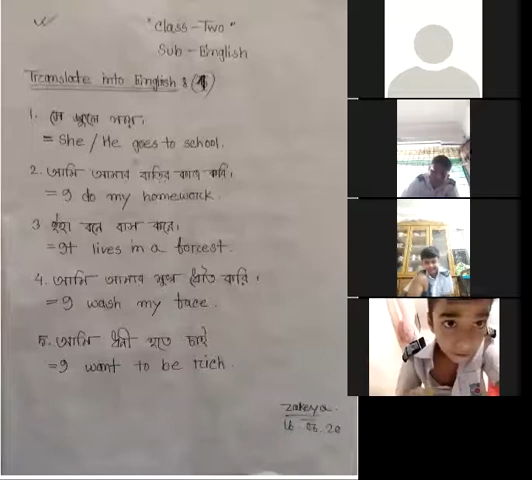 "Class-Two"
Sub-English
Translate into English :
1. সে স্কুলে যায়।
= She / He goes to school.
2. আমি আমার বাড়ির কাজ করি।
= I do my homework.
3. ইহা বনে বাস করে।
= It lives in a forest.
4. আমি আমার মুখ ধৌত করি।
= I wash my face.
৫. আমি ধনী হতে চাই
= I want to be rich.
Zakeya.